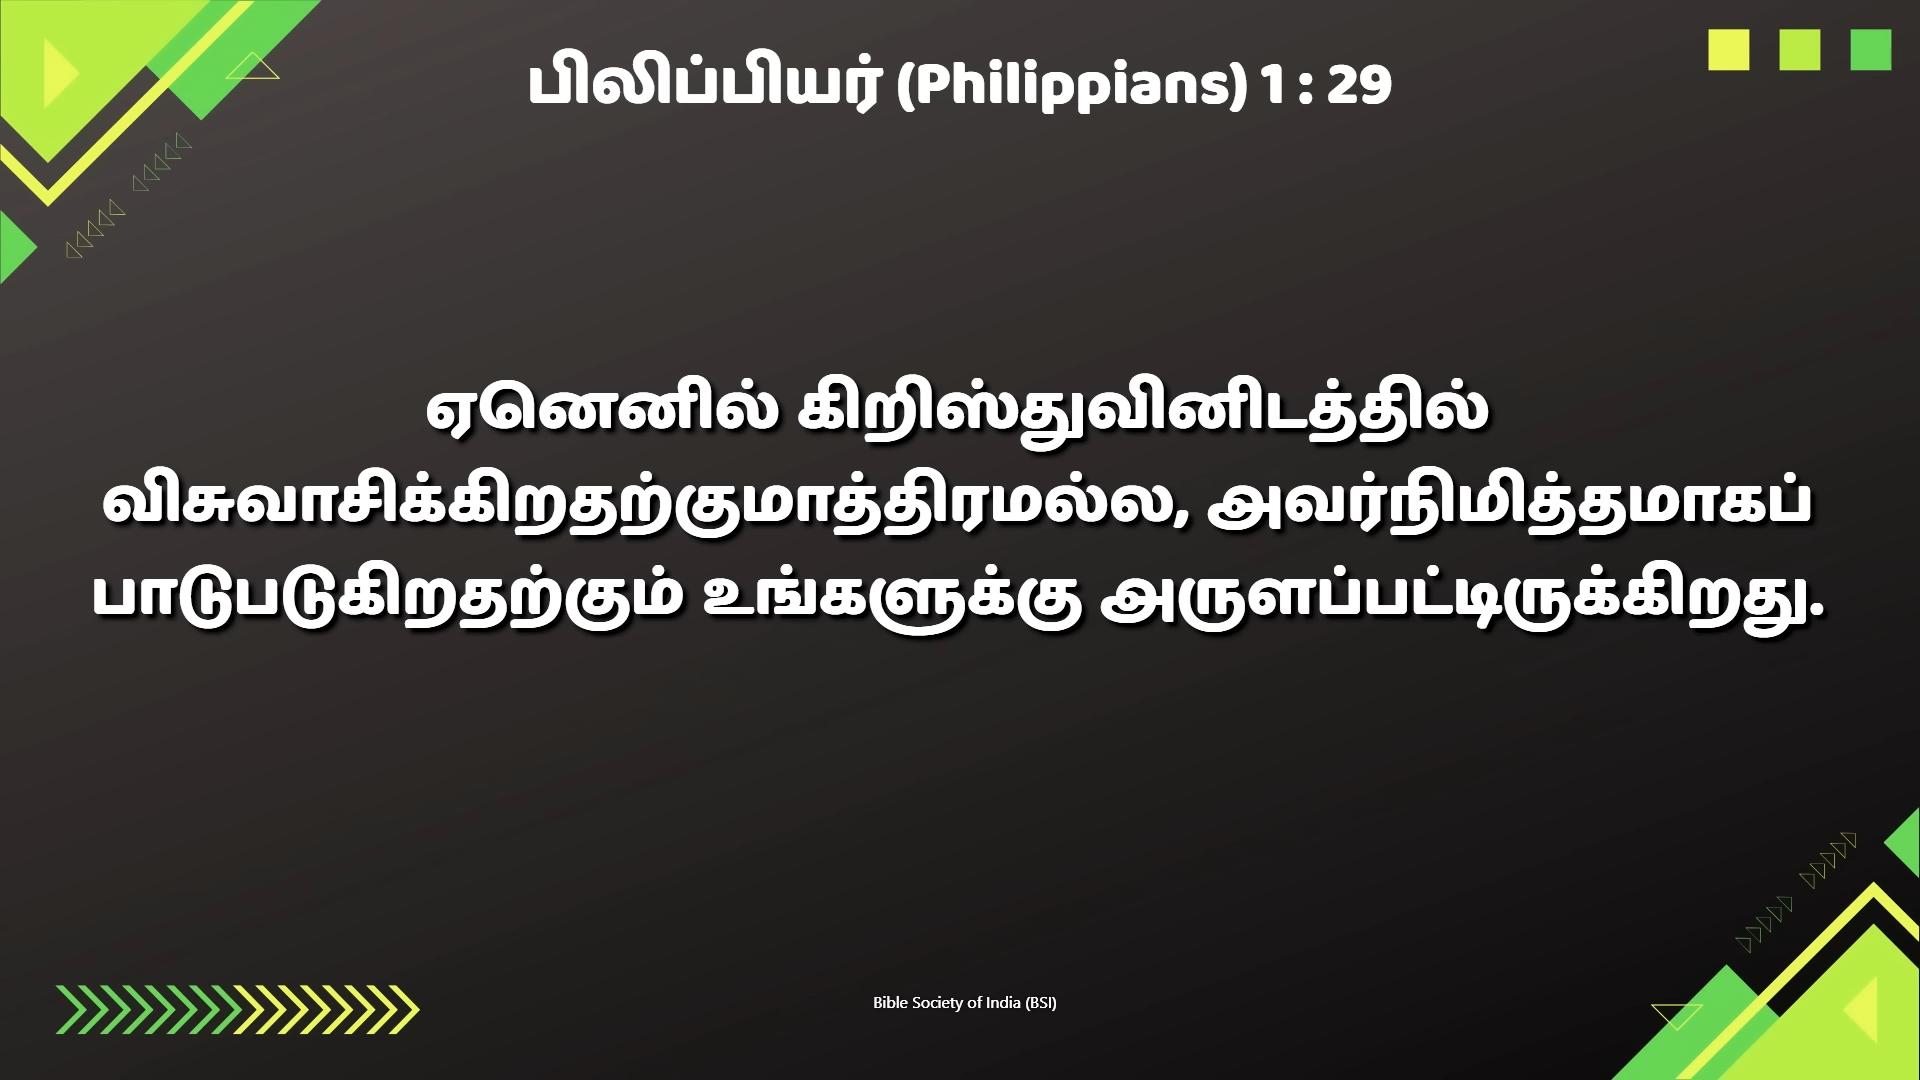 பிலிப்பியர் (Philippians) 1 : 29
ஏனெனில் கிறிஸ்துவினிடத்தில்
விசுவாசிக்கிறதற்குமாத்திரமல்ல, அவர்நிமித்தமாகப்
பாடுபடுகிறதற்கும் உங்களுக்கு அருளப்பட்டிருக்கிறது.
Bible Society of India (BSI)